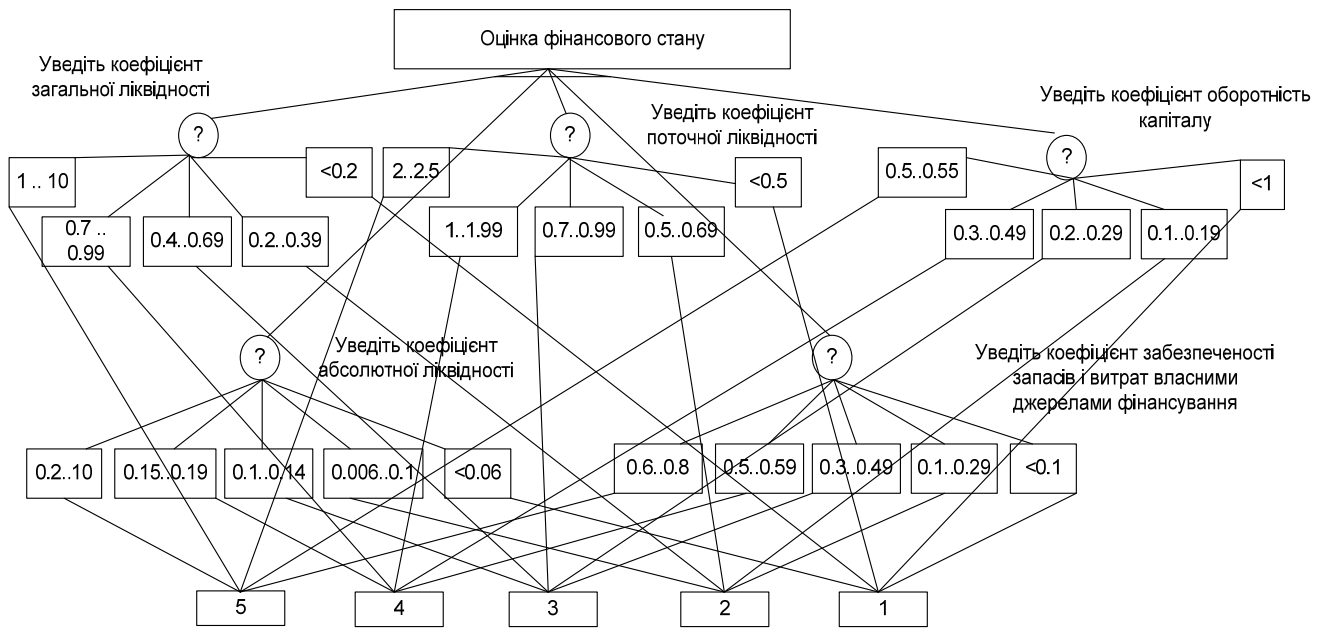 Оцінка фінансового стану
Уведіть коефіцієнт
загальної ліквідності
?
Уведіть коефіцієнт
поточної ліквідності
?
Уведіть коефіцієнт оборотність
капіталу
?
1 .. 10
<0.2
2..2.5
<0.5
0.5..0.55
<1
0.7 ..
0.99
0.4..0.69
0.2..0.39
1..1.99
0.7..0.99
0.5..0.69
0.3..0.49
0.2..0.29
0.1..0.19
?
Уведіть коефіцієнт
абсолютної ліквідності
?
Уведіть коефіцієнт забезпеченості
запасів і витрат власними
джерелами фінансування
0.2..10
0.15..0.19
0.1..0.14
0.006..0.1
<0.06
0.6..0.8
0.5..0.59
0.3..0.49
0.1..0.29
<0.1
5
4
3
2
1